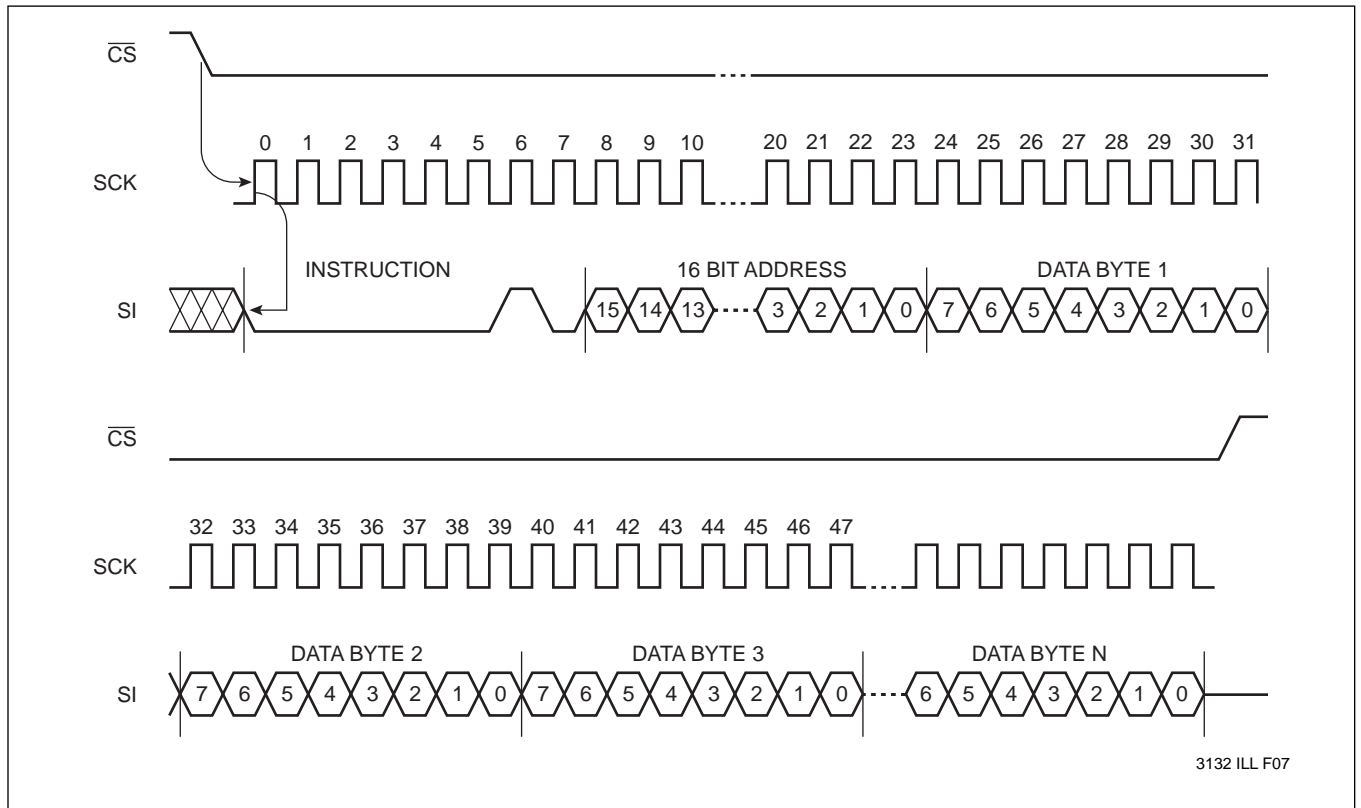 CS
0 1 2 3 4 5 6 7 8 9 10 20 21 22 23 24 25 26 27 28 29 30 31
SCK
INSTRUCTION 16 BIT ADDRESS DATA BYTE 1
SI 15 14 13 3 2 1 0 7 6 5 4 3 2 1 0
CS
32 33 34 35 36 37 38 39 40 41 42 43 44 45 46 47
SCK
DATA BYTE 2 DATA BYTE 3 DATA BYTE N
SI 7 6 5 4 3 2 1 0 7 6 5 4 3 2 1 0 6 5 4 3 2 1 0
3132 ILL F07